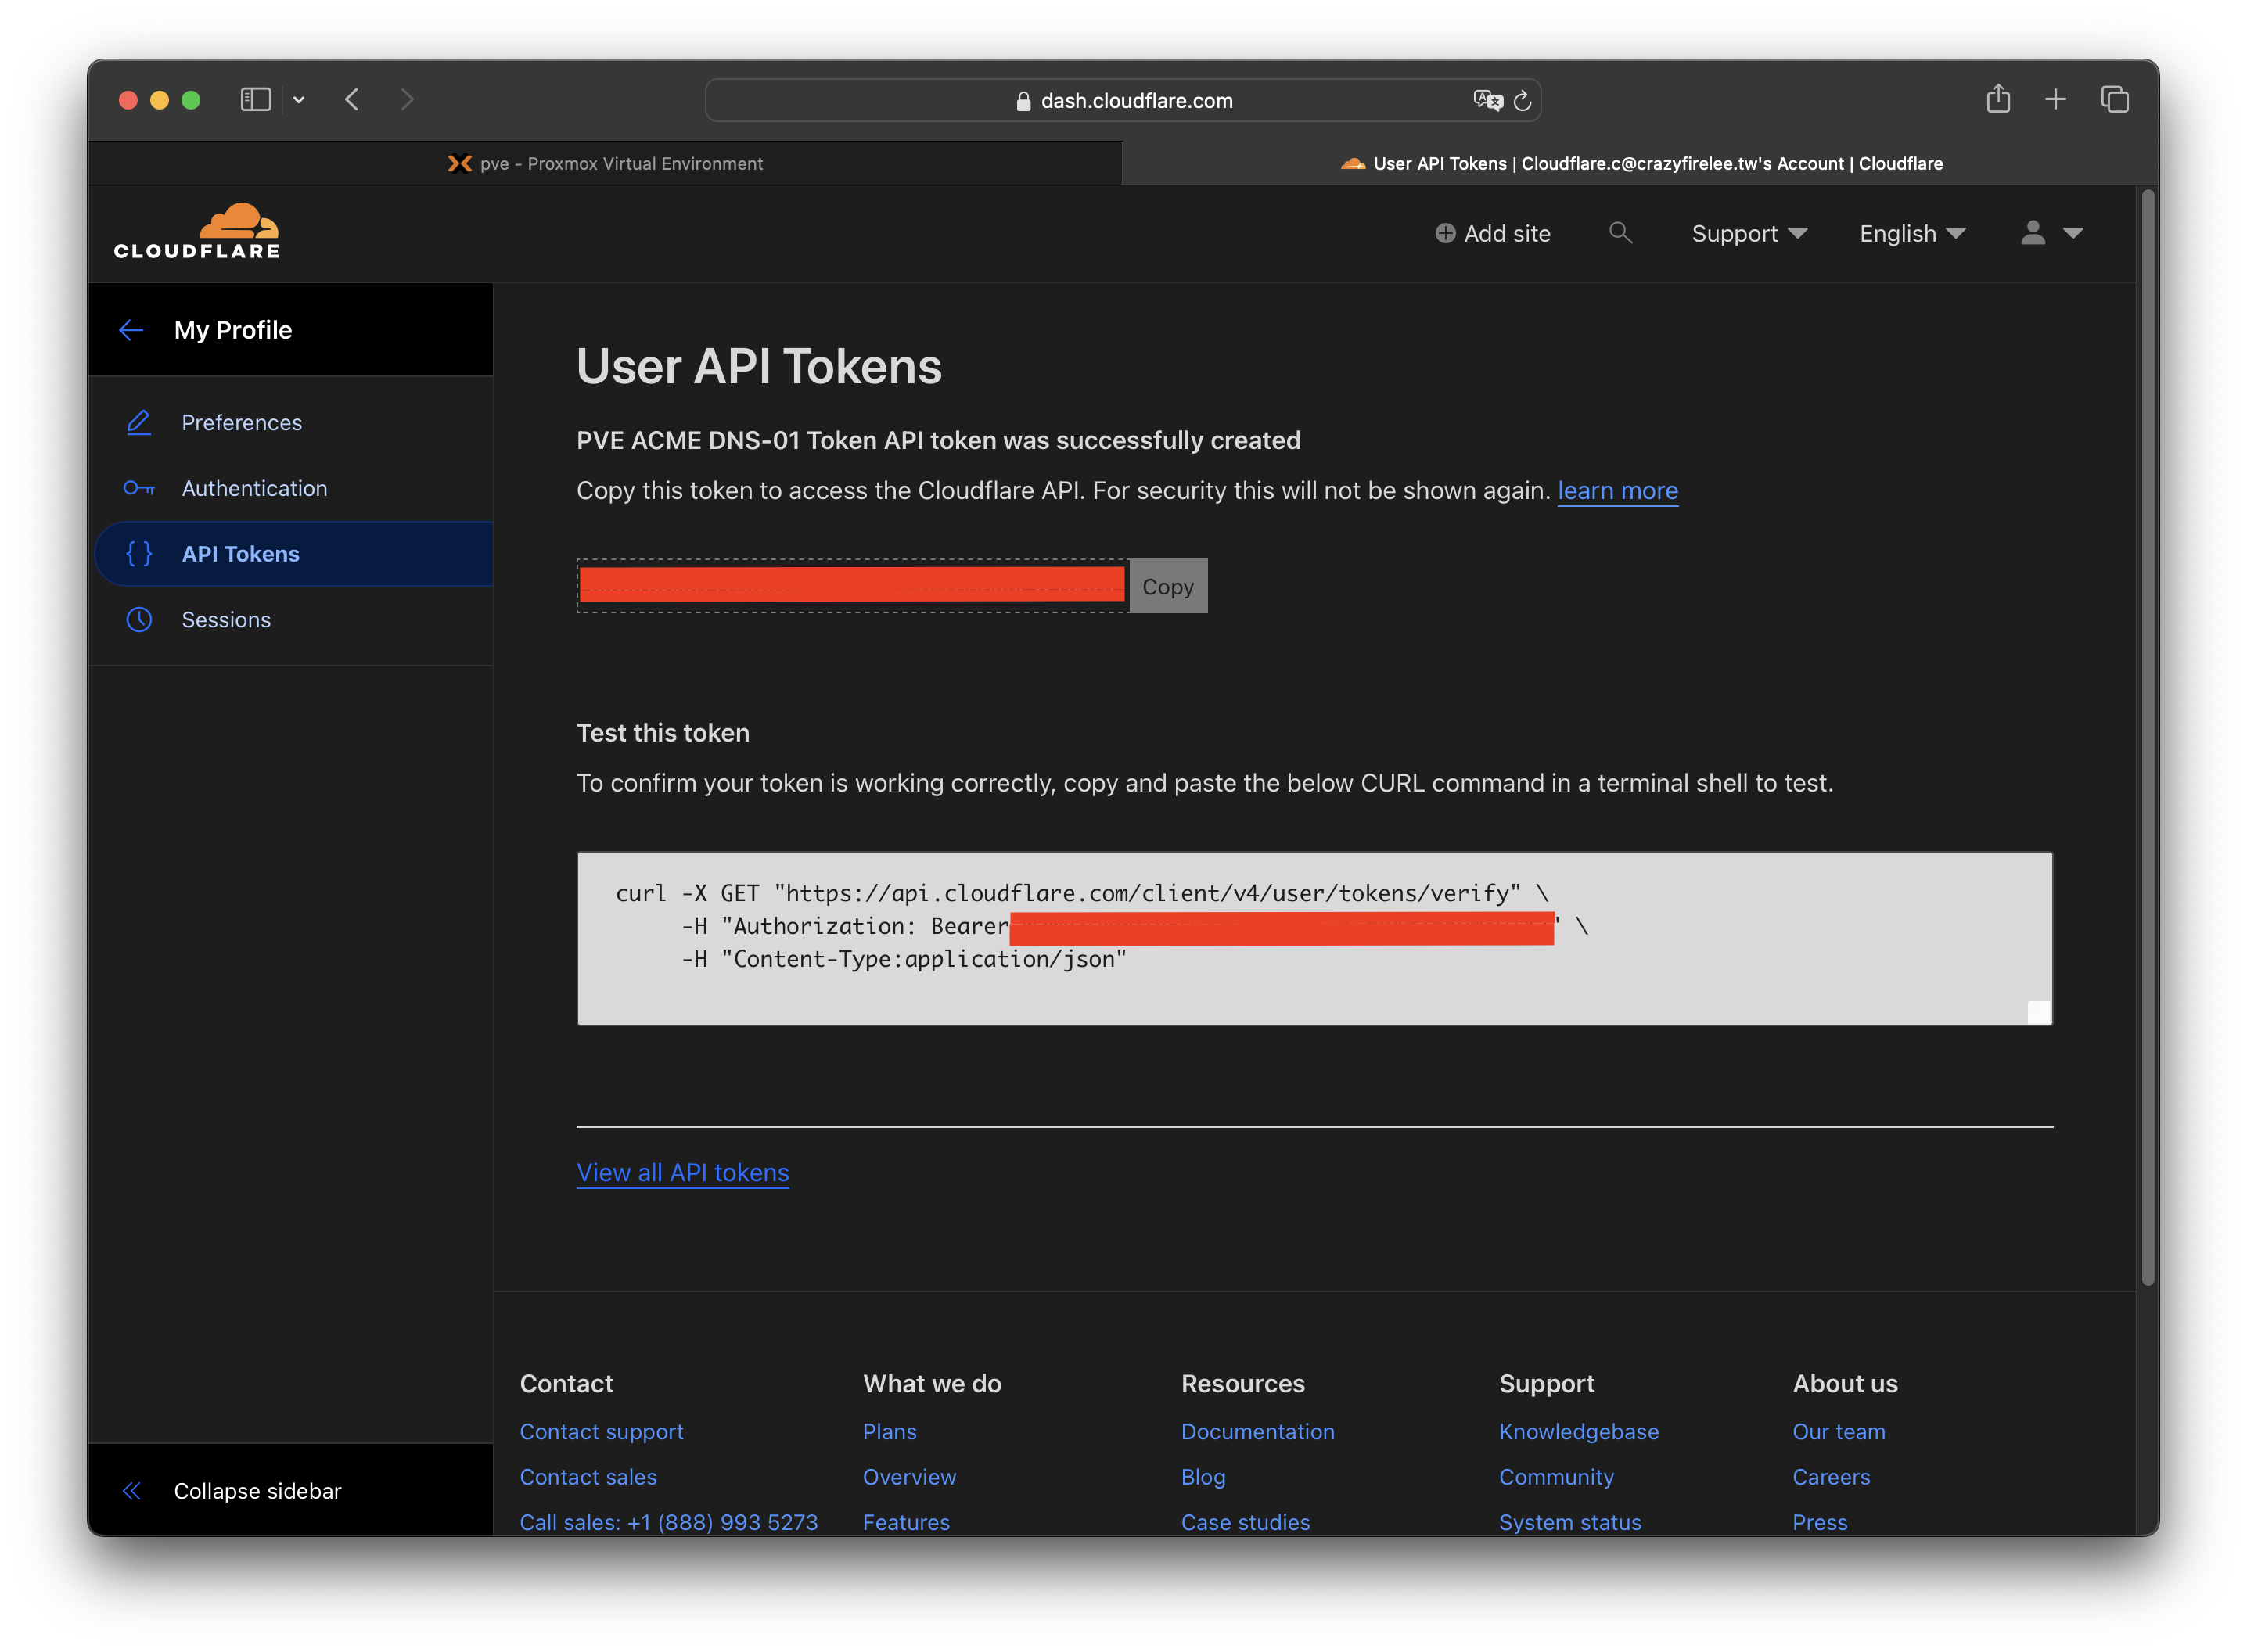 dash.cloudflare.com
pve - Proxmox Virtual Environment
User API Tokens | Cloudflare.c@crazyfirelee.tw's Account | Cloudflare
CLOUDFLARE
Add site
Support
English
My Profile
Preferences
Authentication
API Tokens
Sessions
User API Tokens
PVE ACME DNS-01 Token API token was successfully created
Copy this token to access the Cloudflare API. For security this will not be shown again. learn more
Copy
Test this token
To confirm your token is working correctly, copy and paste the below CURL command in a terminal shell to test.
curl -X GET "https://api.cloudflare.com/client/v4/user/tokens/verify" \
-H "Authorization: Bearer " \
-H "Content-Type:application/json"
View all API tokens
Contact
Contact support
Contact sales
Call sales: +1 (888) 993 5273
What we do
Plans
Overview
Features
Resources
Documentation
Blog
Case studies
Support
Knowledgebase
Community
System status
About us
Our team
Careers
Press
Collapse sidebar